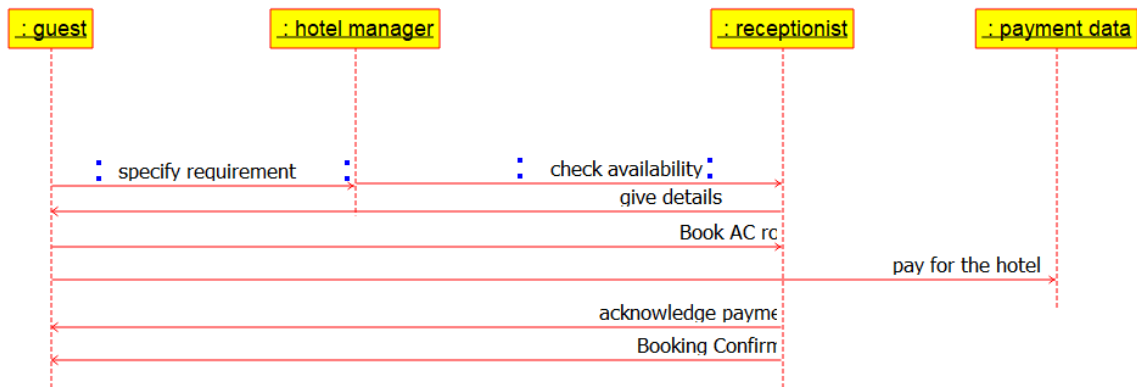 : guest
: hotel manager
: receptionist
: payment data
specify requirement
check availability
give details
Book AC ro
pay for the hotel
acknowledge payme
Booking Confirm